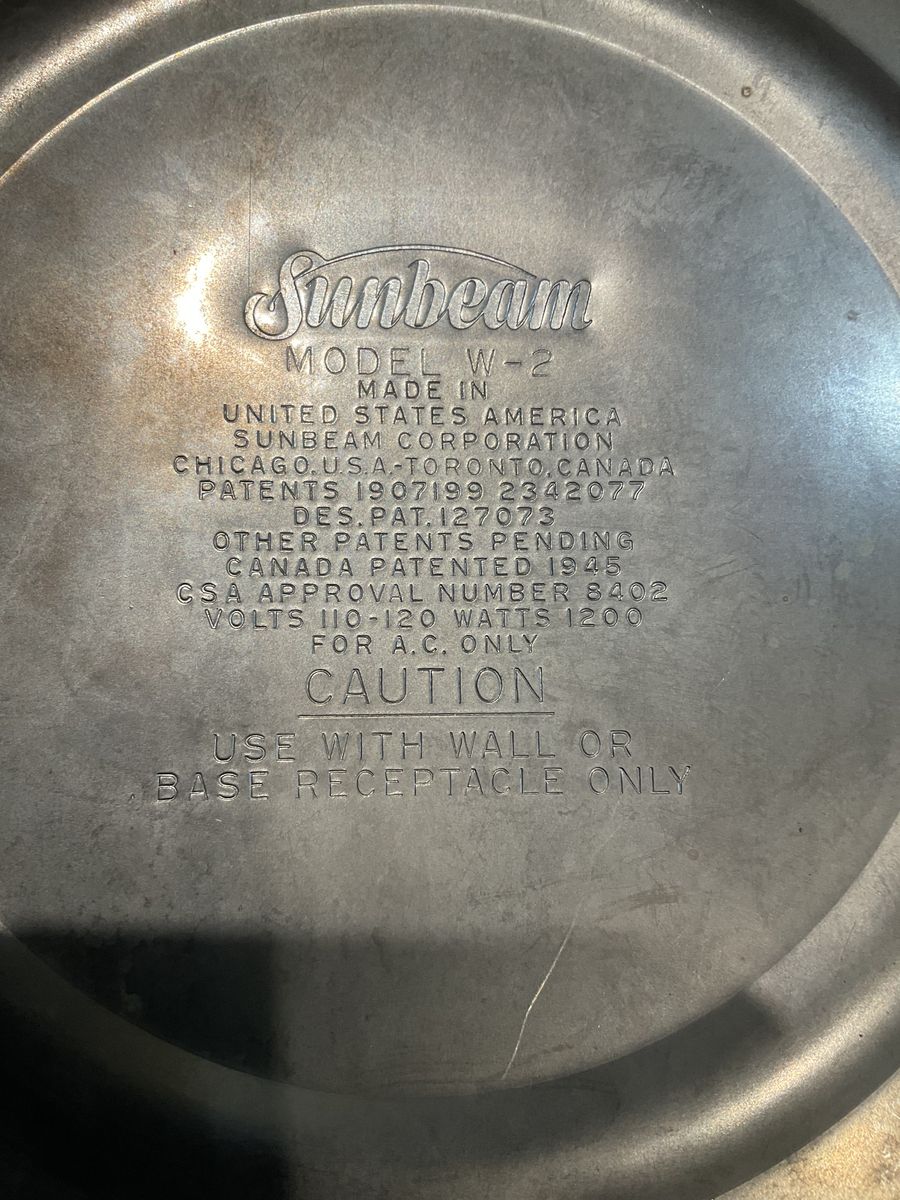 Sunbeam
MODEL W-2
MADE IN
UNITED STATES AMERICA
SUNBEAM CORPORATION
CHICAGO.U.S.A.-TORONTO,CANADA
PATENTS 1907199 2342077
DES. PAT. 127073
OTHER PATENTS PENDING
CANADA PATENTED 1945
CSA APPROVAL NUMBER 8402
VOLTS 110-120 WATTS 1200
FOR A.C. ONLY
CAUTION
USE WITH WALL OR
BASE RECEPTACLE ONLY